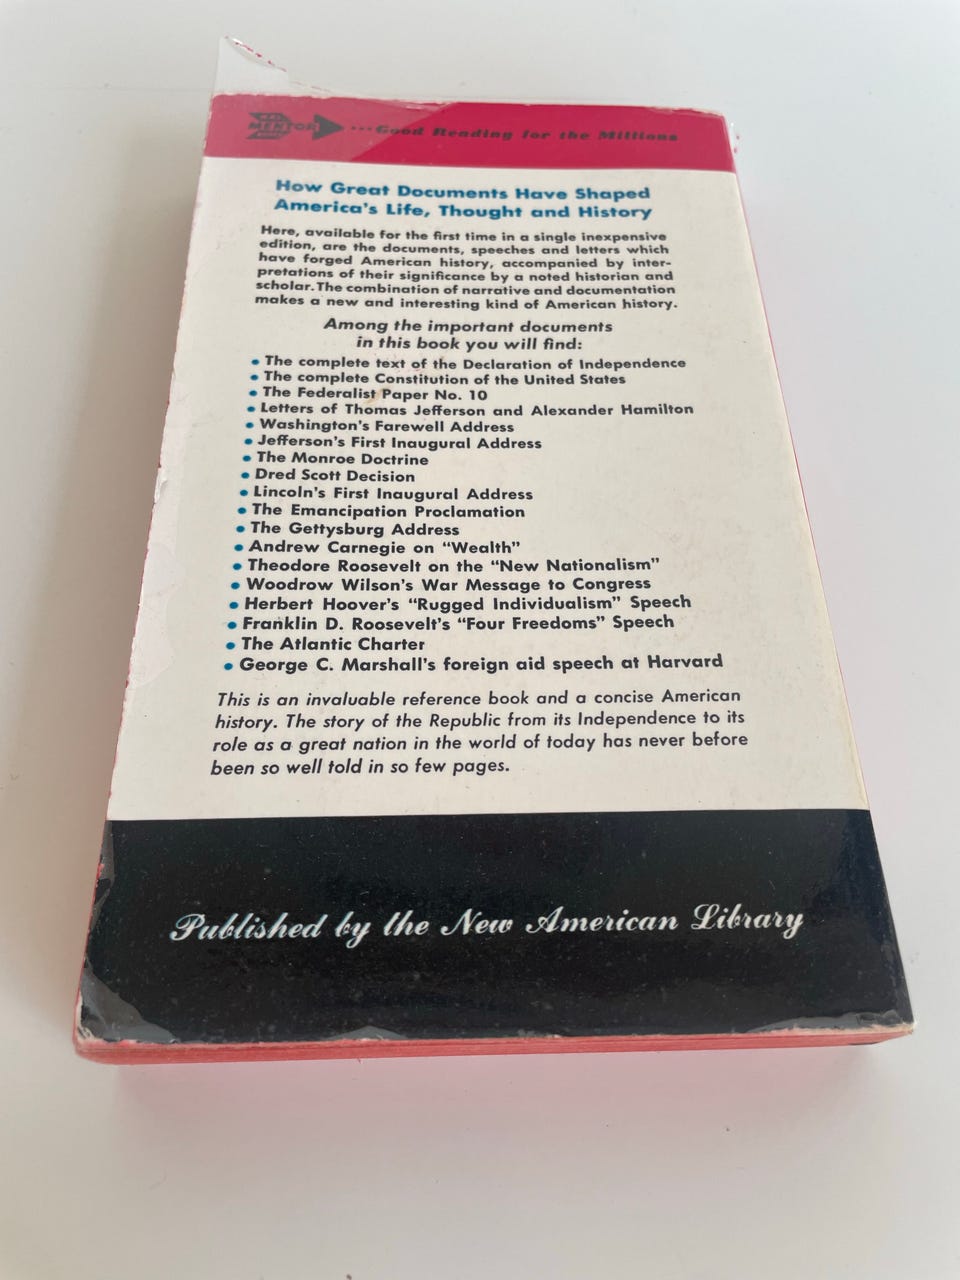 MENTOR ...Good Reading for the Millions
How Great Documents Have Shaped
America's Life, Thought and History
Here, available for the first time in a single inexpensive
edition, are the documents, speeches and letters which
have forged American history, accompanied by inter-
pretations of their significance by a noted historian and
scholar. The combination of narrative and documentation
makes a new and interesting kind of American history.
Among the important documents
in this book you will find:
• The complete text of the Declaration of Independence
• The complete Constitution of the United States
• The Federalist Paper No. 10
• Letters of Thomas Jefferson and Alexander Hamilton
• Washington's Farewell Address
• Jefferson's First Inaugural Address
• The Monroe Doctrine
• Dred Scott Decision
• Lincoln's First Inaugural Address
• The Emancipation Proclamation
• The Gettysburg Address
• Andrew Carnegie on "Wealth"
• Theodore Roosevelt on the "New Nationalism"
• Woodrow Wilson's War Message to Congress
• Herbert Hoover's "Rugged Individualism" Speech
• Franklin D. Roosevelt's "Four Freedoms" Speech
• The Atlantic Charter
• George C. Marshall's foreign aid speech at Harvard
This is an invaluable reference book and a concise American
history. The story of the Republic from its Independence to its
role as a great nation in the world of today has never before
been so well told in so few pages.
Published by the New American Library